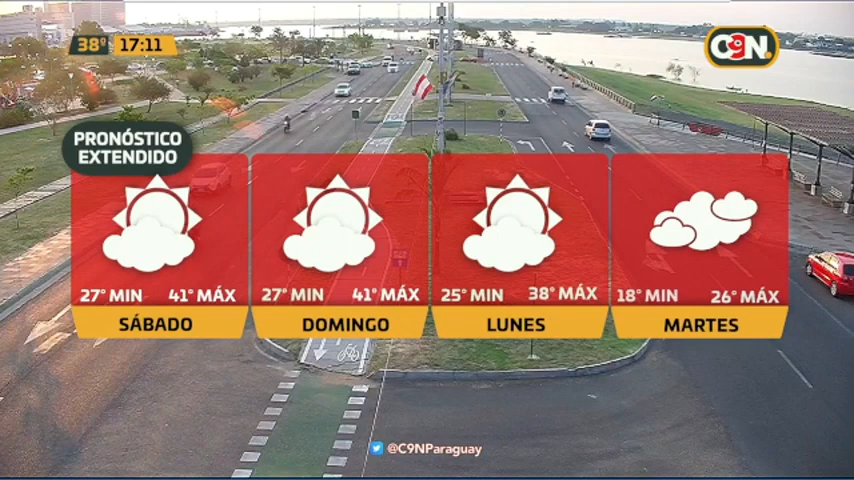 38° 17:11
C9N
PRONÓSTICO
EXTENDIDO
27° MIN 41° MÁX
27° MIN 41° MÁX
25° MIN 38° MÁX
18° MIN 26° MÁX
SÁBADO
DOMINGO
LUNES
MARTES
@C9NParaguay